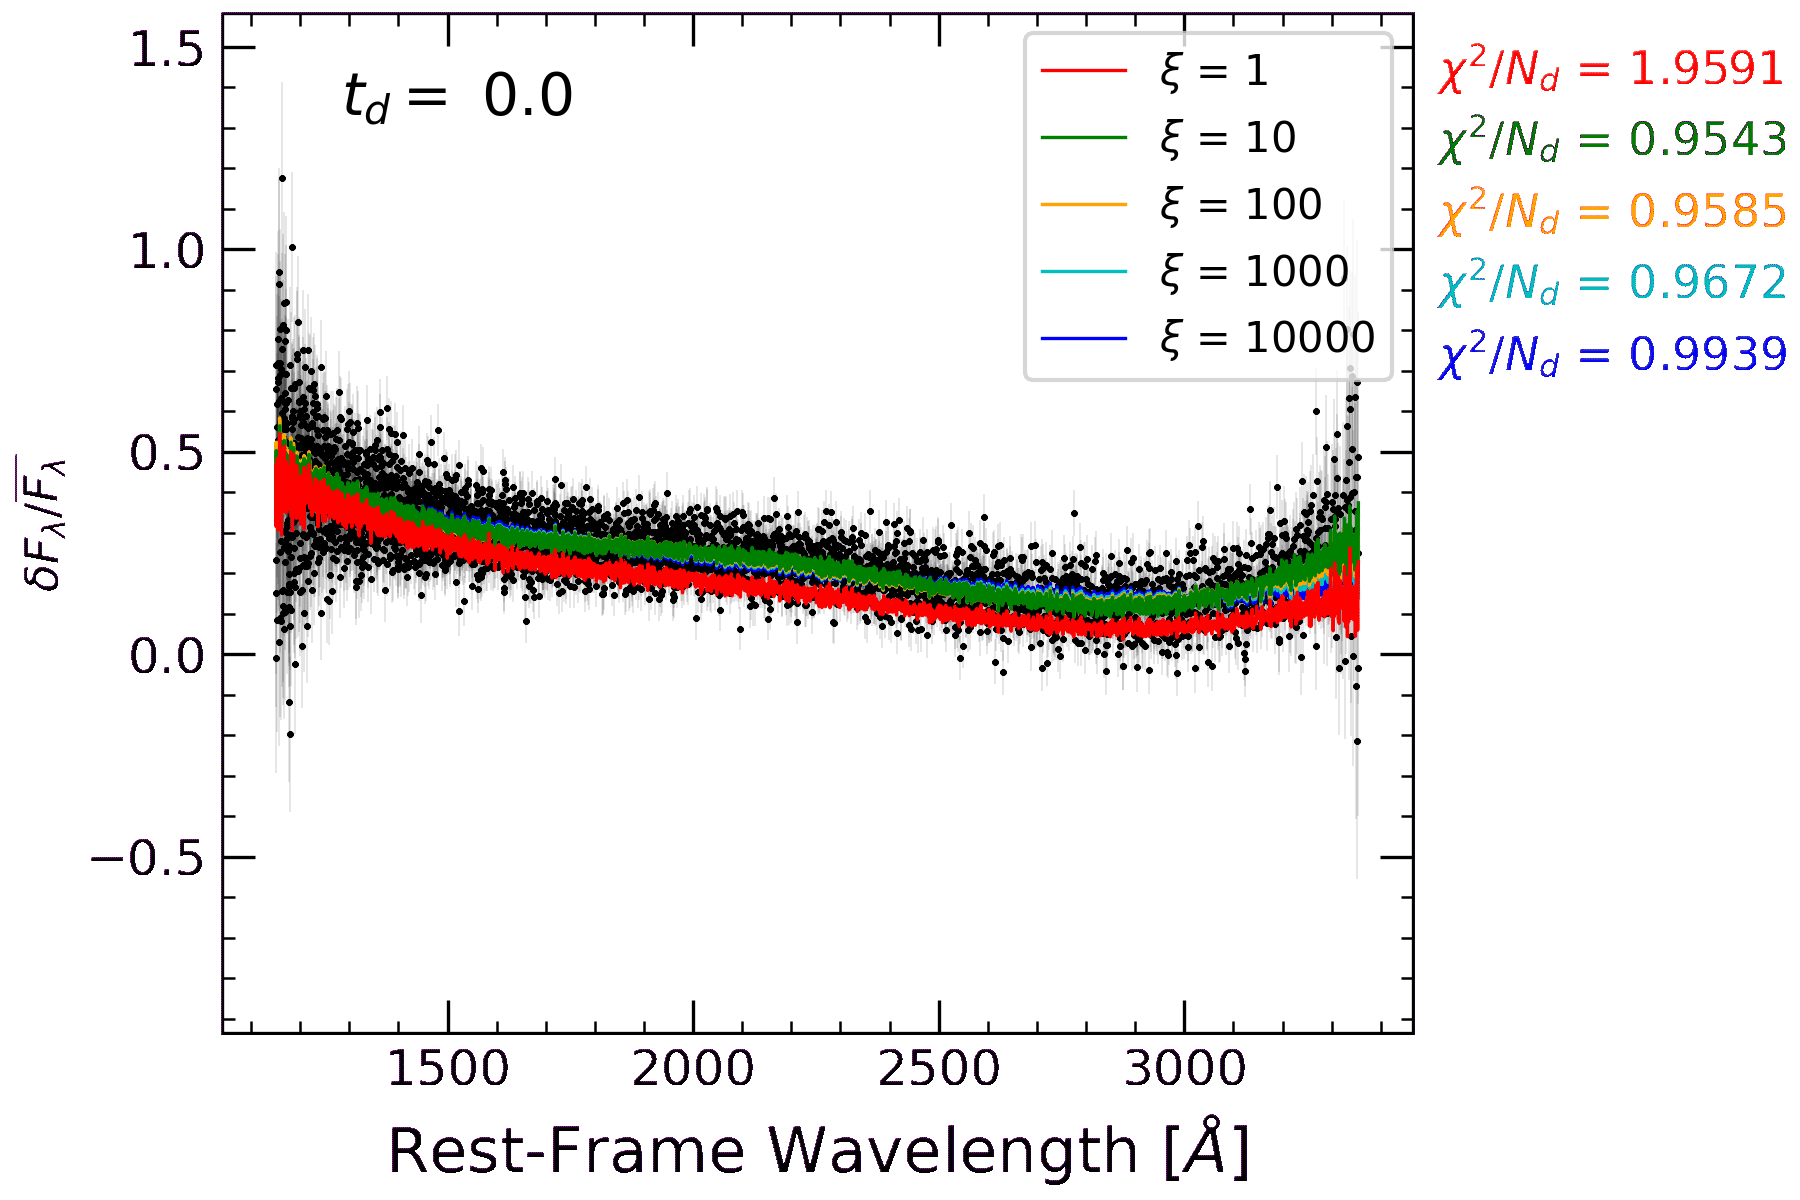 t_d = 0.0
ξ = 1
ξ = 10
ξ = 100
ξ = 1000
ξ = 10000
χ²/N_d = 1.9591
χ²/N_d = 0.9543
χ²/N_d = 0.9585
χ²/N_d = 0.9672
χ²/N_d = 0.9939
1.5
1.0
0.5
0.0
−0.5
δF_λ/F̅_λ
1500 2000 2500 3000
Rest-Frame Wavelength [Å]